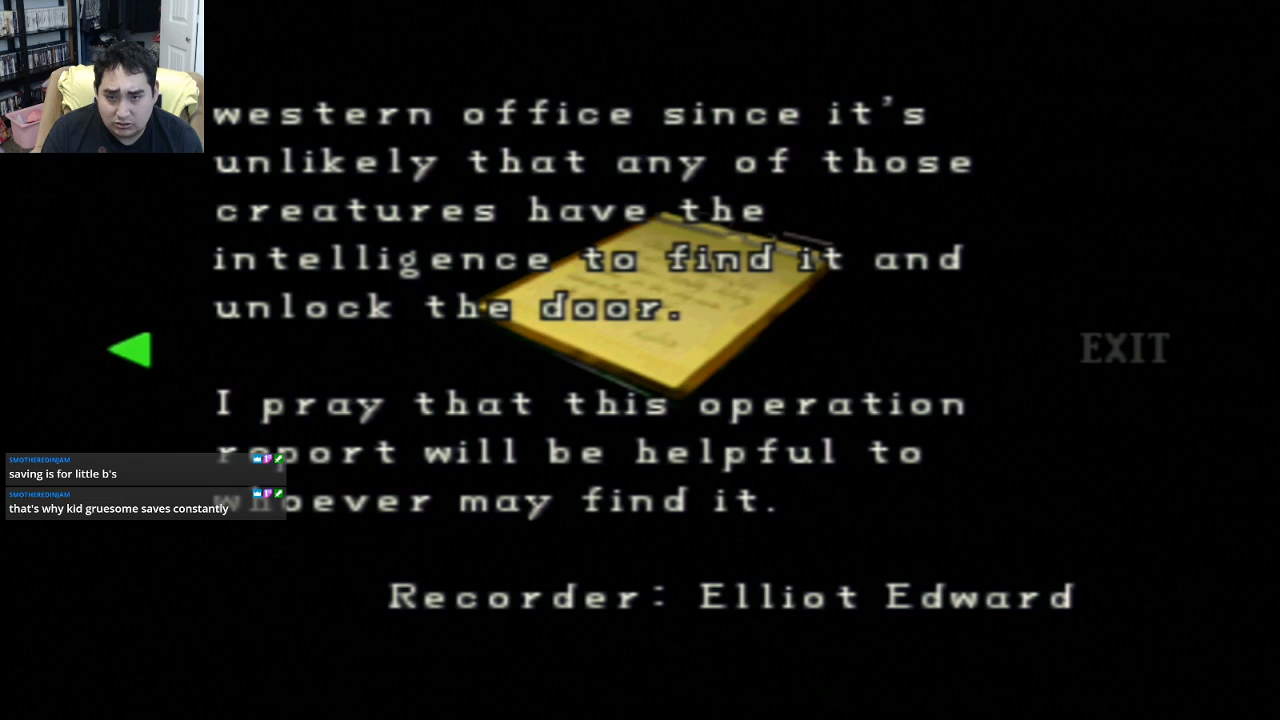 western office since it's
unlikely that any of those
creatures have the
intelligence to find it and
unlock the door.
EXIT
I pray that this operation
report will be helpful to
whoever may find it.
Recorder: Elliot Edward
SMOTHEREDINJAM
saving is for little b's
SMOTHEREDINJAM
that's why kid gruesome saves constantly